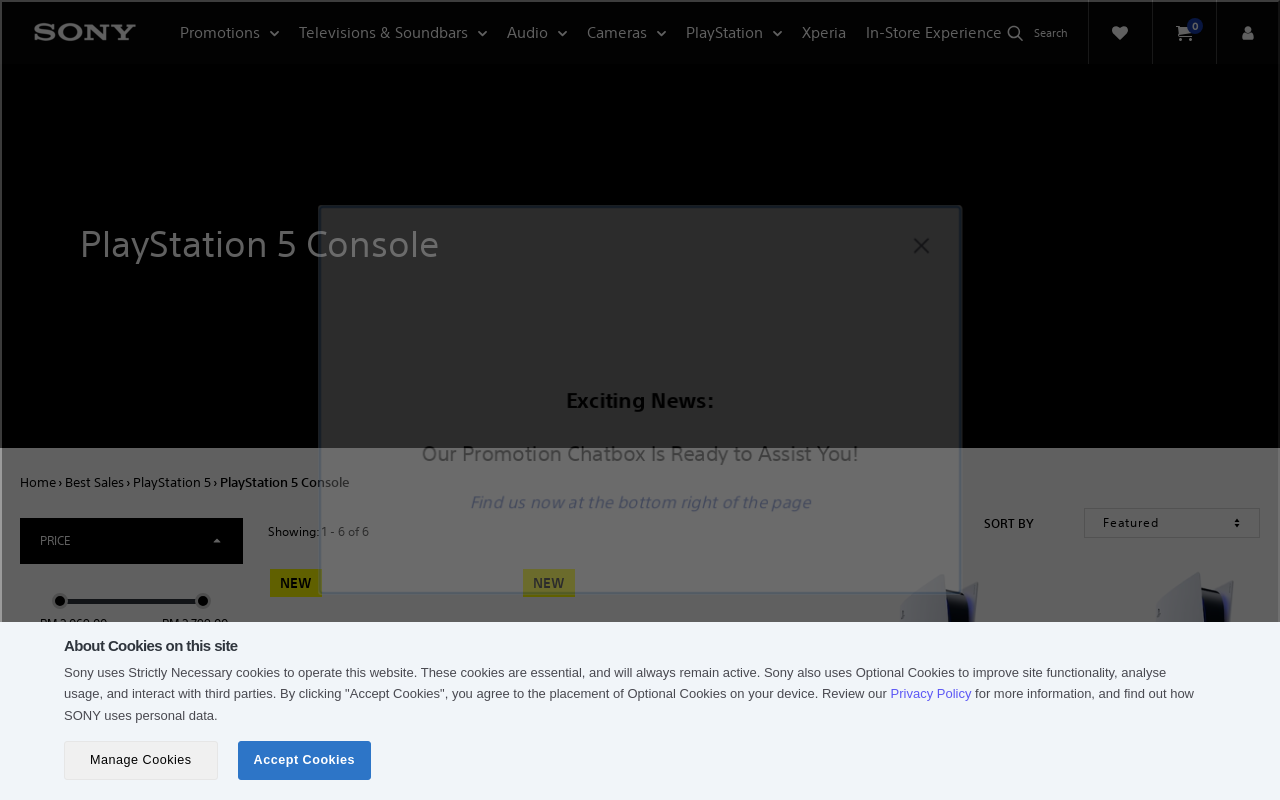 SONY
Promotions
Televisions & Soundbars
Audio
Cameras
PlayStation
Xperia
In-Store Experience
Search
0
PlayStation 5 Console
Exciting News:
Our Promotion Chatbox Is Ready to Assist You!
Find us now at the bottom right of the page
Home › Best Sales › PlayStation 5 › PlayStation 5 Console
PRICE
Showing: 1 - 6 of 6
SORT BY
Featured
NEW
NEW
About Cookies on this site
Sony uses Strictly Necessary cookies to operate this website. These cookies are essential, and will always remain active. Sony also uses Optional Cookies to improve site functionality, analyse
usage, and interact with third parties. By clicking "Accept Cookies", you agree to the placement of Optional Cookies on your device. Review our Privacy Policy for more information, and find out how
SONY uses personal data.
Manage Cookies
Accept Cookies